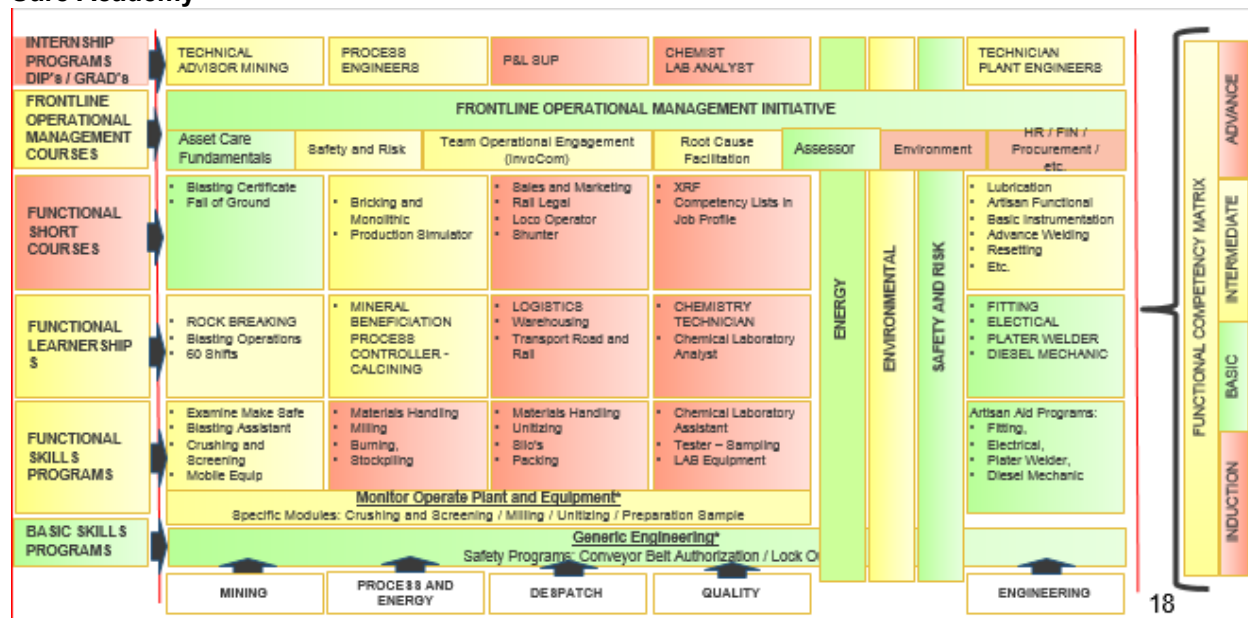 Academy
INTERNSHIP
PROGRAMS
DIP's / GRAD's
TECHNICAL
ADVISOR MINING
PROCESS
ENGINEERS
P&L SUP
CHEMIST
LAB ANALYST
TECHNICIAN
PLANT ENGINEERS
FRONTLINE
OPERATIONAL
MANAGEMENT
COURSES
FRONTLINE OPERATIONAL MANAGEMENT INITIATIVE
Asset Care
Fundamentals
Safety and Risk
Team Operational Engagement
(InvoCom)
Root Cause
Facilitation
Assessor
Environment
HR / FIN /
Procurement /
etc.
FUNCTIONAL
SHORT
COURSES
• Blasting Certificate
• Fall of Ground
• Bricking and
Monolithic
• Production Simulator
• Sales and Marketing
• Rail Legal
• Loco Operator
• Shunter
• XRF
• Competency Lists in
Job Profile
• Lubrication
• Artisan Functional
• Basic Instrumentation
• Advance Welding
• Resetting
• Etc.
FUNCTIONAL
LEARNERSHIP
S
• ROCK BREAKING
• Blasting Operations
• 60 Shifts
• MINERAL
BENEFICIATION
PROCESS
CONTROLLER -
CALCINING
• LOGISTICS
• Warehousing
• Transport Road and
Rail
• CHEMISTRY
TECHNICIAN
• Chemical Laboratory
Analyst
• FITTING
• ELECTICAL
• PLATER WELDER
• DIESEL MECHANIC
FUNCTIONAL
SKILLS
PROGRAMS
• Examine Make Safe
• Blasting Assistant
• Crushing and
Screening
• Mobile Equip
• Materials Handling
• Milling
• Burning,
• Stockpiling
• Materials Handling
• Unitizing
• Silo's
• Packing
• Chemical Laboratory
Assistant
• Tester – Sampling
• LAB Equipment
Artisan Aid Programs:
• Fitting,
• Electrical,
• Plater Welder,
• Diesel Mechanic
Monitor Operate Plant and Equipment*
Specific Modules: Crushing and Screening / Milling / Unitizing / Preparation Sample
BASIC SKILLS
PROGRAMS
Generic Engineering*
Safety Programs: Conveyor Belt Authorization / Lock
ENERGY
ENVIRONMENTAL
SAFETY AND RISK
MINING
PROCESS AND
ENERGY
DESPATCH
QUALITY
ENGINEERING
FUNCTIONAL COMPETENCY MATRIX
ADVANCE
INTERMEDIATE
BASIC
INDUCTION
18